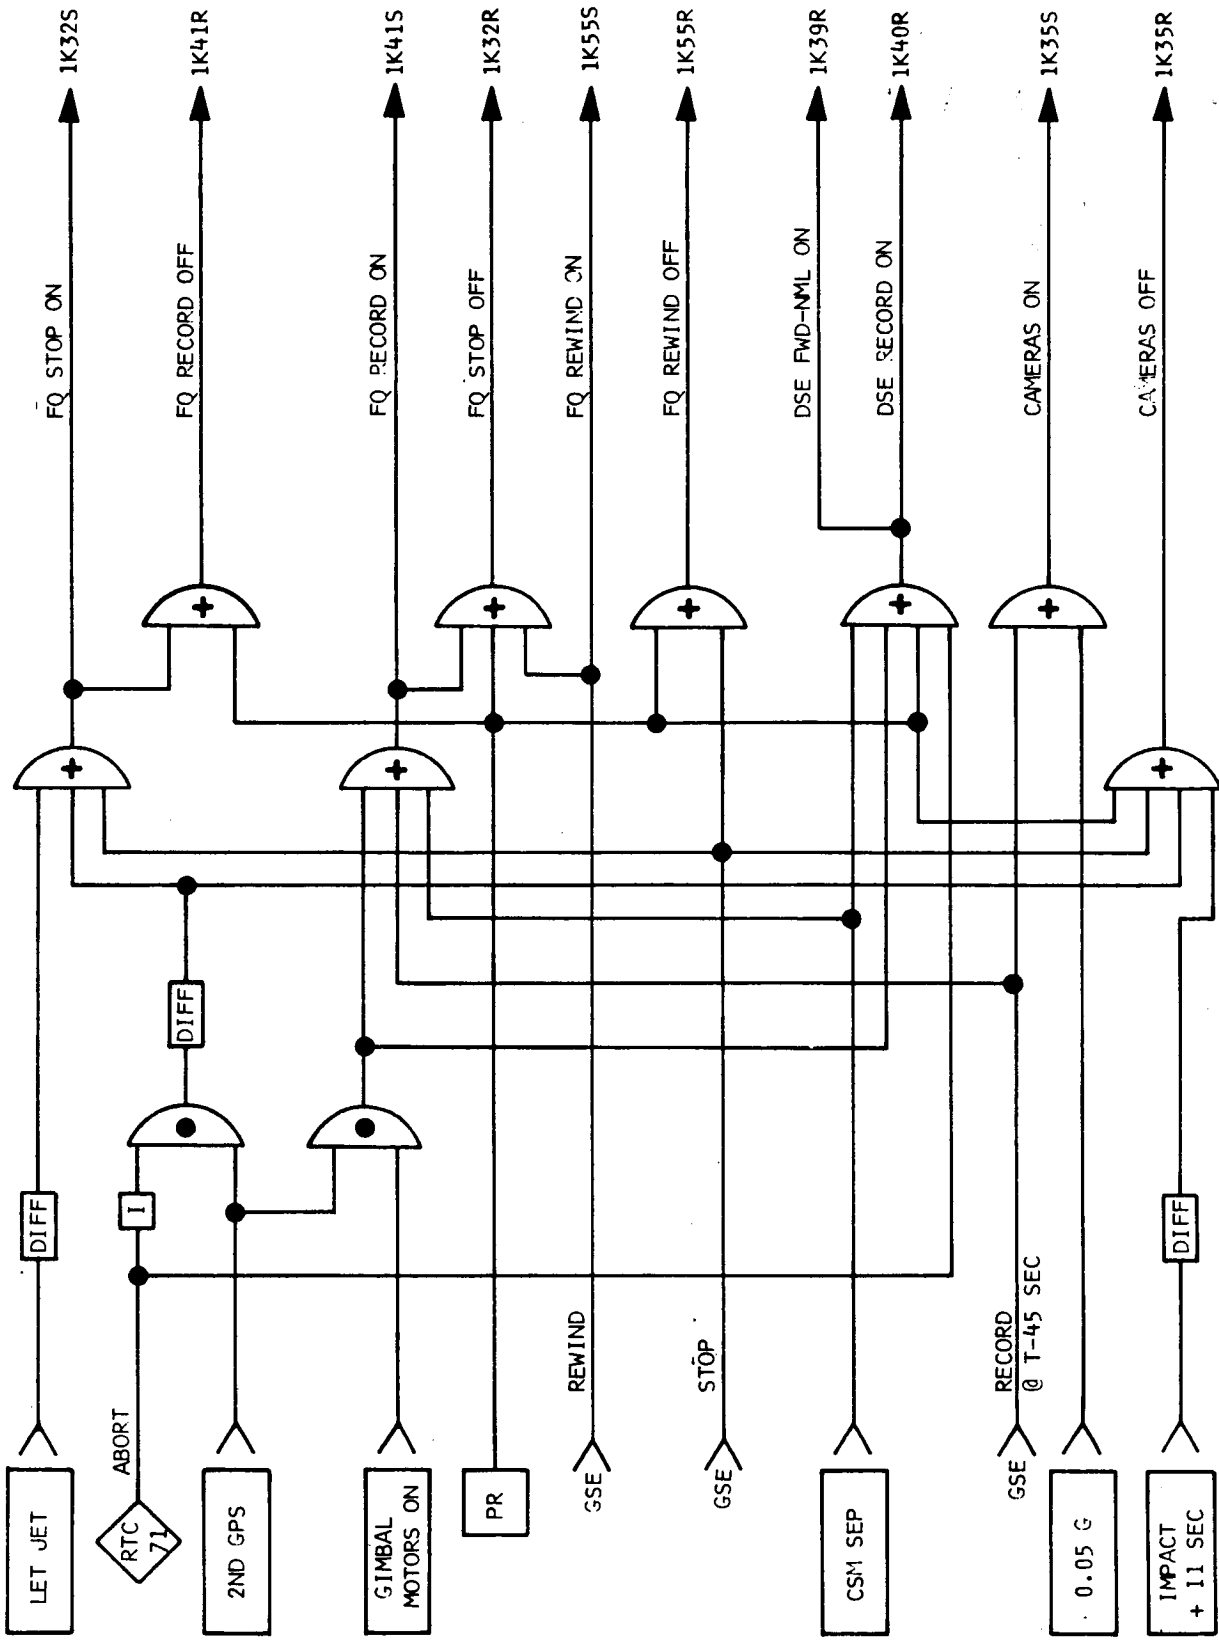 LET JET
DIFF
FQ STOP ON
1K32S
RTC
71
ABORT
I
DIFF
FQ RECORD OFF
1K41R
2ND GPS
GIMBAL
MOTORS ON
FQ RECORD ON
1K41S
PR
FQ STOP OFF
1K32R
GSE
REWIND
FQ REWIND ON
1K55S
GSE
STOP
FQ REWIND OFF
1K55R
DSE FWD-NML ON
1K39R
CSM SEP
DSE RECORD ON
1K40R
GSE
RECORD
@ T-45 SEC
CAMERAS ON
1K35S
0.05 G
IMPACT
+ 11 SEC
DIFF
CAMERAS OFF
1K35R
+
+
+
+
+
+
+
+